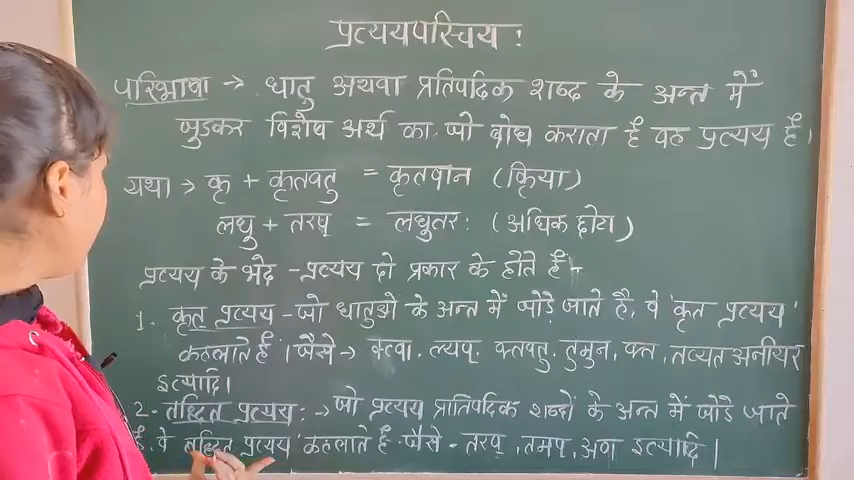 प्रत्ययपरिचय :
परिभाषा → धातु अथवा प्रतिपदिक शब्द के अन्त में
जुडकर विशेष अर्थ का जो बोध कराता है वह प्रत्यय है।
यथा → कृ + कृतवतु = कृतवान (क्रिया)
लघु + तरप् = लघुतर: (अधिक छोटा)
प्रत्यय के भेद - प्रत्यय दो प्रकार के होते हैं -
1. कृत प्रत्यय - जो धातुओ के अन्त में जोड़े जाते है, वे 'कृत प्रत्यय'
कहलाते हैं । जैसे → क्त्वा, ल्यप्, क्तवतु, तुमुन, क्त, तव्यत अनीयर
इत्यादि।
2. तद्धित प्रत्यय: → जो प्रत्यय प्रातिपदिक शब्दों के अन्त में जोडे जाते
है, वे तद्धित प्रत्यय' कहलाते हैं जैसे - तरप्, तमप्, अण इत्यादि।